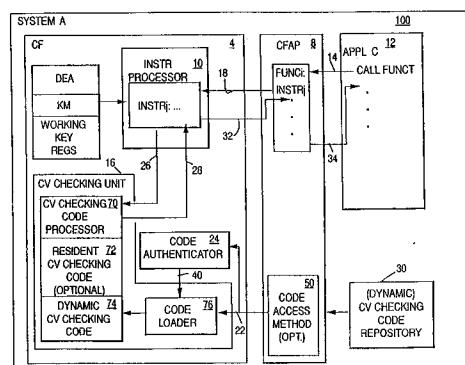 SYSTEM A
100
CF
4
CFAP
8
APPL C
12
INSTR
PROCESSOR
10
INSTRj: ...
DEA
KM
WORKING
KEY
REGS
FUNCi:
INSTRj
.
.
.
14
CALL FUNCT
.
.
.
18
32
34
26
28
16
CV CHECKING UNIT
CV CHECKING 70
CODE
PROCESSOR
RESIDENT 72
CV CHECKING
CODE
(OPTIONAL)
DYNAMIC 74
CV CHECKING
CODE
CODE 24
AUTHENTICATOR
40
CODE 76
LOADER
22
50
CODE
ACCESS
METHOD
(OPT.)
30
(DYNAMIC)
CV CHECKING
CODE
REPOSITORY